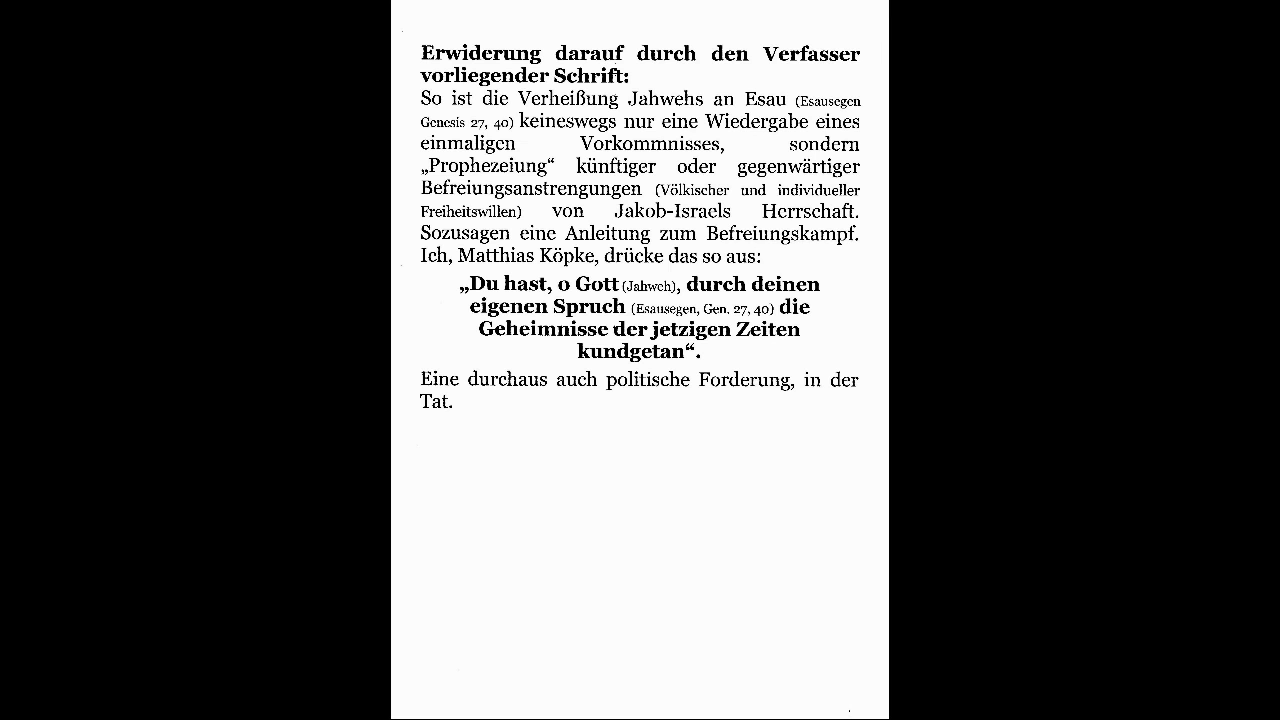 Erwiderung darauf durch den Verfasser
vorliegender Schrift:
So ist die Verheißung Jahwehs an Esau (Esausegen
Genesis 27, 40) keineswegs nur eine Wiedergabe eines
einmaligen Vorkommnisses, sondern
„Prophezeiung“ künftiger oder gegenwärtiger
Befreiungsanstrengungen (Völkischer und individueller
Freiheitswillen) von Jakob-Israels Herrschaft.
Sozusagen eine Anleitung zum Befreiungskampf.
Ich, Matthias Köpke, drücke das so aus:
„Du hast, o Gott (Jahweh), durch deinen
eigenen Spruch (Esausegen, Gen. 27, 40) die
Geheimnisse der jetzigen Zeiten
kundgetan“.
Eine durchaus auch politische Forderung, in der
Tat.